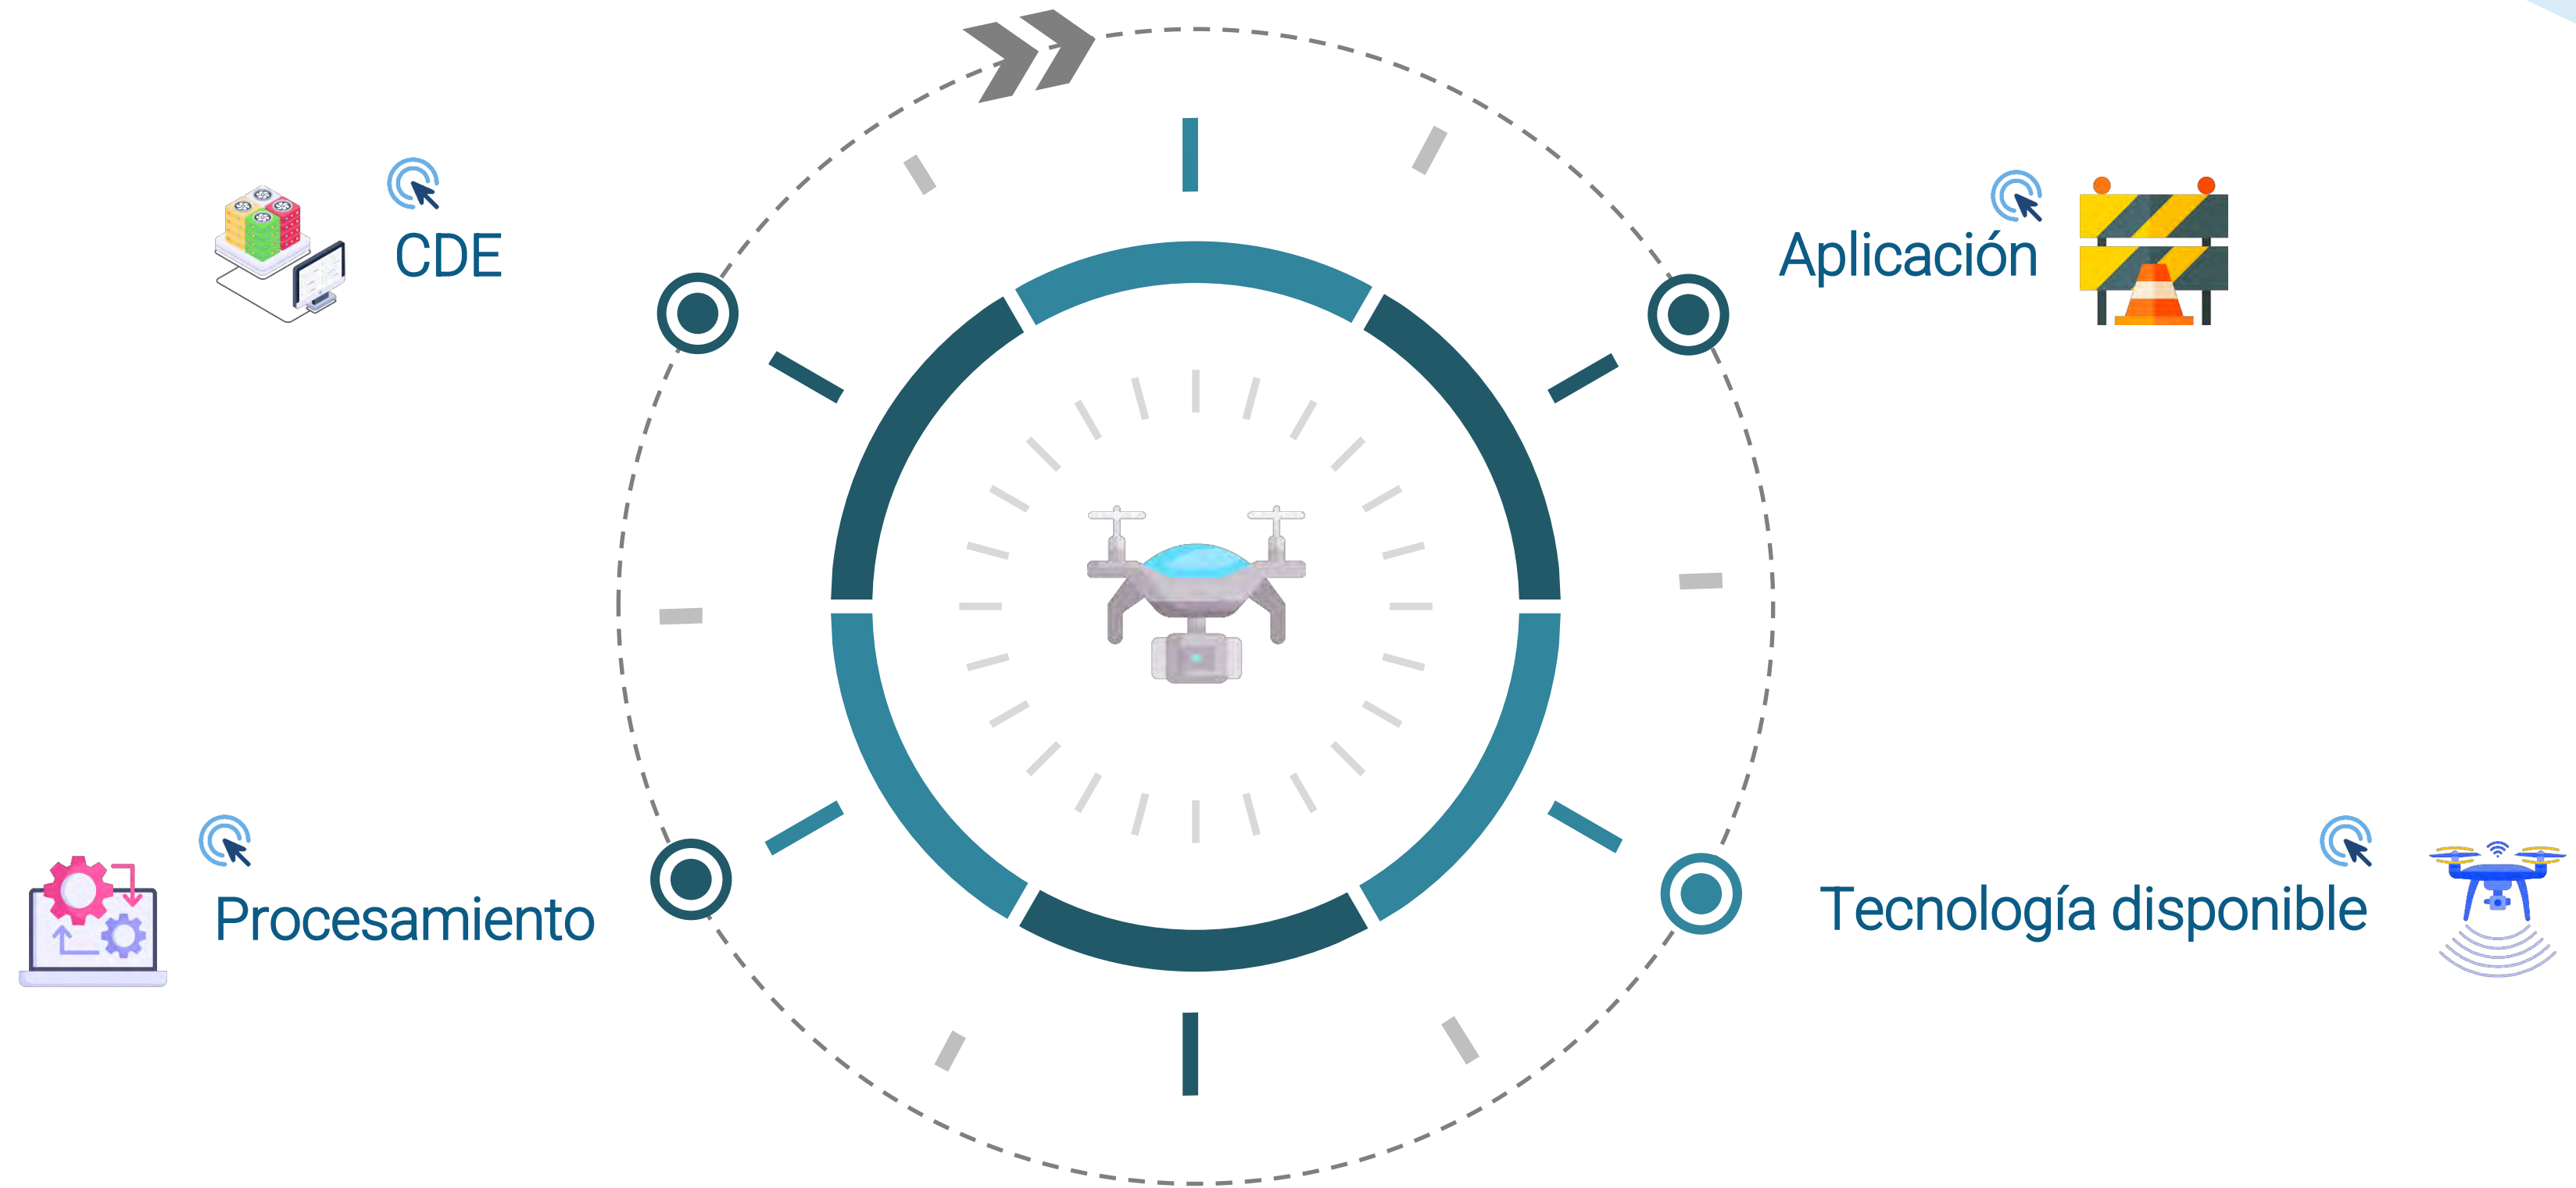 CDE
Aplicación
Procesamiento
Tecnología disponible